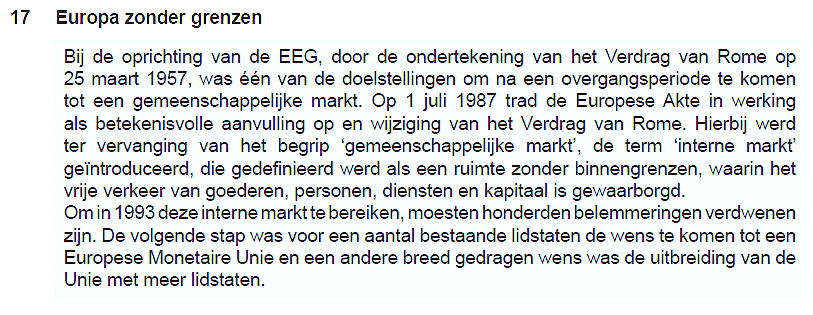 17 Europa zonder grenzen
Bij de oprichting van de EEG, door de ondertekening van het Verdrag van Rome op
25 maart 1957, was één van de doelstellingen om na een overgangsperiode te komen
tot een gemeenschappelijke markt. Op 1 juli 1987 trad de Europese Akte in werking
als betekenisvolle aanvulling op en wijziging van het Verdrag van Rome. Hierbij werd
ter vervanging van het begrip ‘gemeenschappelijke markt’, de term ‘interne markt’
geïntroduceerd, die gedefinieerd werd als een ruimte zonder binnengrenzen, waarin het
vrije verkeer van goederen, personen, diensten en kapitaal is gewaarborgd.
Om in 1993 deze interne markt te bereiken, moesten honderden belemmeringen verdwenen
zijn. De volgende stap was voor een aantal bestaande lidstaten de wens te komen tot een
Europese Monetaire Unie en een andere breed gedragen wens was de uitbreiding van de
Unie met meer lidstaten.